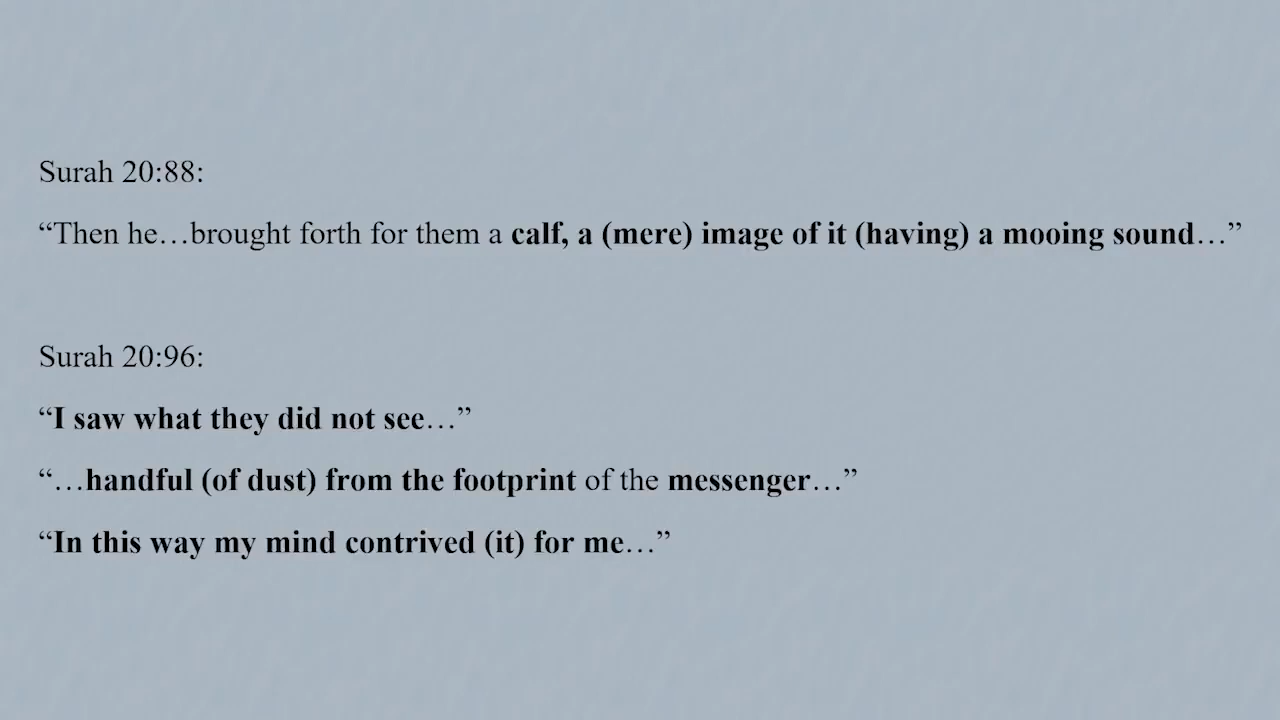 Surah 20:88:
“Then he…brought forth for them a calf, a (mere) image of it (having) a mooing sound…”
Surah 20:96:
“I saw what they did not see…”
“…handful (of dust) from the footprint of the messenger…”
“In this way my mind contrived (it) for me…”